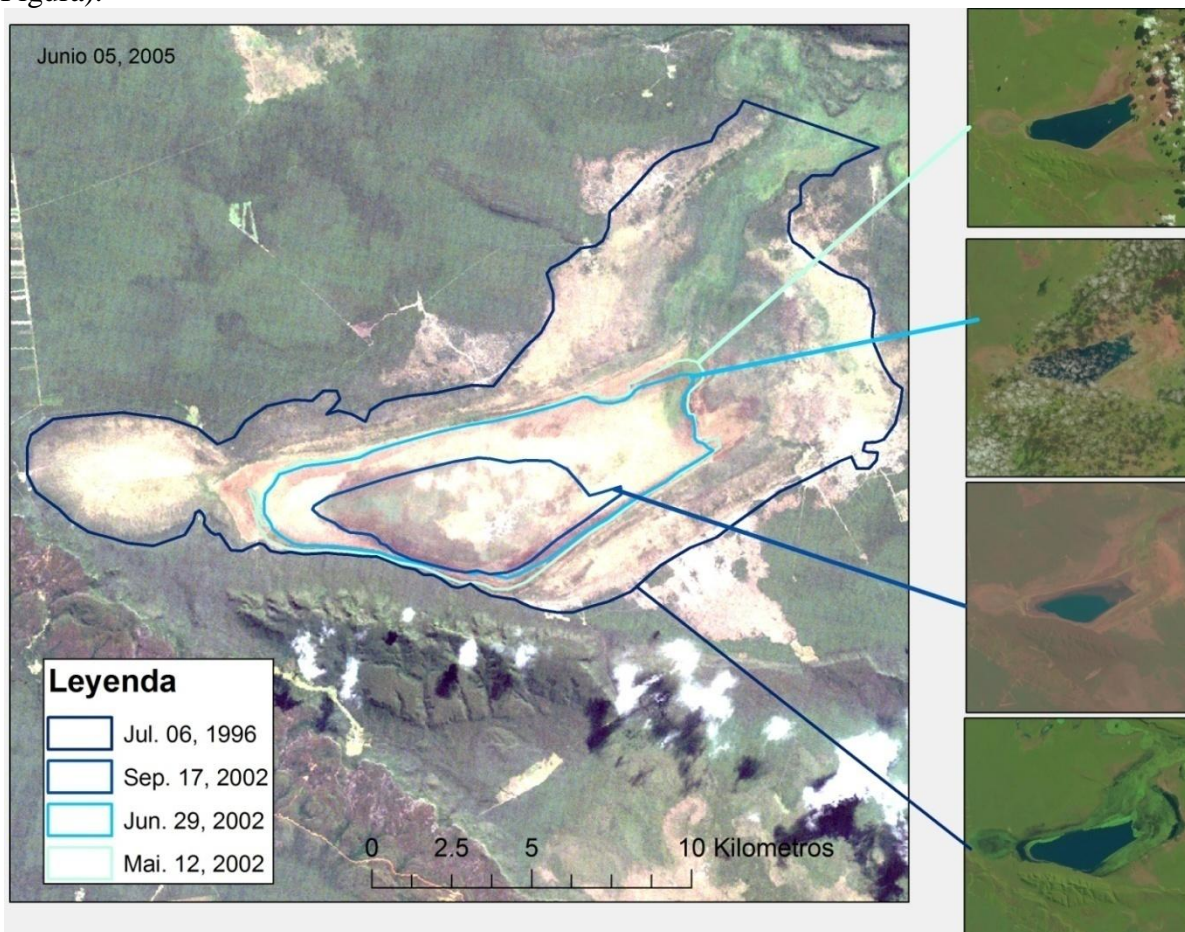 Figura).
Junio 05, 2005
Leyenda
Jul. 06, 1996
Sep. 17, 2002
Jun. 29, 2002
Mai. 12, 2002
0 2.5 5 10 Kilometros